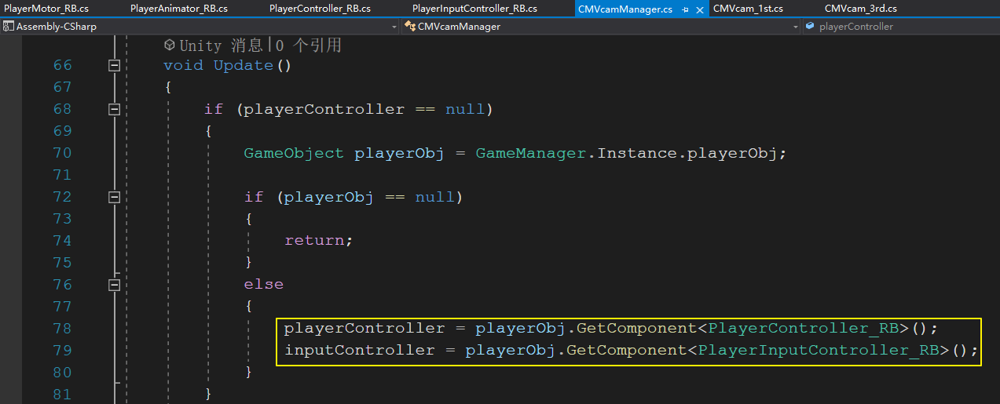 PlayerMotor_RB.cs PlayerAnimator_RB.cs PlayerController_RB.cs PlayerInputController_RB.cs CMVcamManager.cs CMVcam_1st.cs CMVcam_3rd.cs
Assembly-CSharp CMVcamManager playerController
Unity 消息|0 个引用
66 void Update()
67 {
68 if (playerController == null)
69 {
70 GameObject playerObj = GameManager.Instance.playerObj;
71
72 if (playerObj == null)
73 {
74 return;
75 }
76 else
77 {
78 playerController = playerObj.GetComponent<PlayerController_RB>();
79 inputController = playerObj.GetComponent<PlayerInputController_RB>();
80 }
81 }